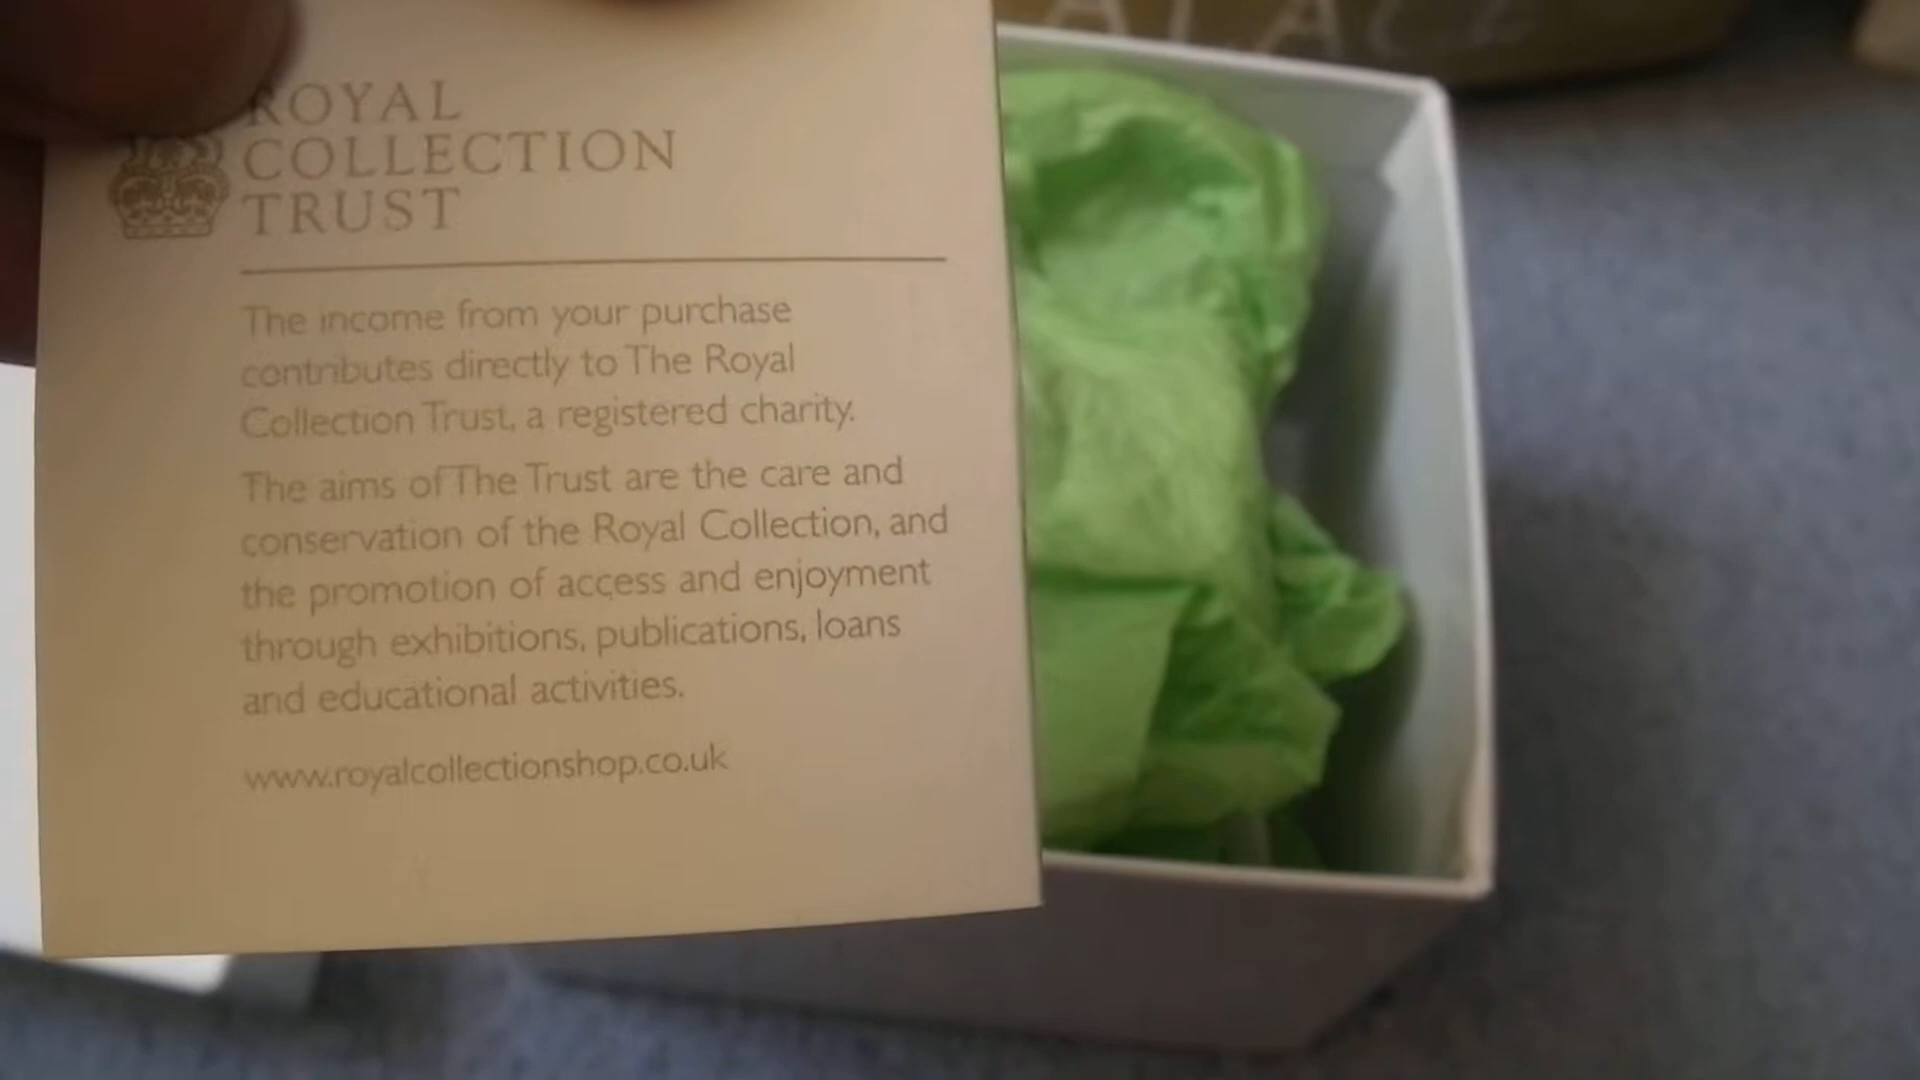 ALACE
ROYAL
COLLECTION
TRUST
The income from your purchase
contributes directly to The Royal
Collection Trust, a registered charity.
The aims of The Trust are the care and
conservation of the Royal Collection, and
the promotion of access and enjoyment
through exhibitions, publications, loans
and educational activities.
www.royalcollectionshop.co.uk